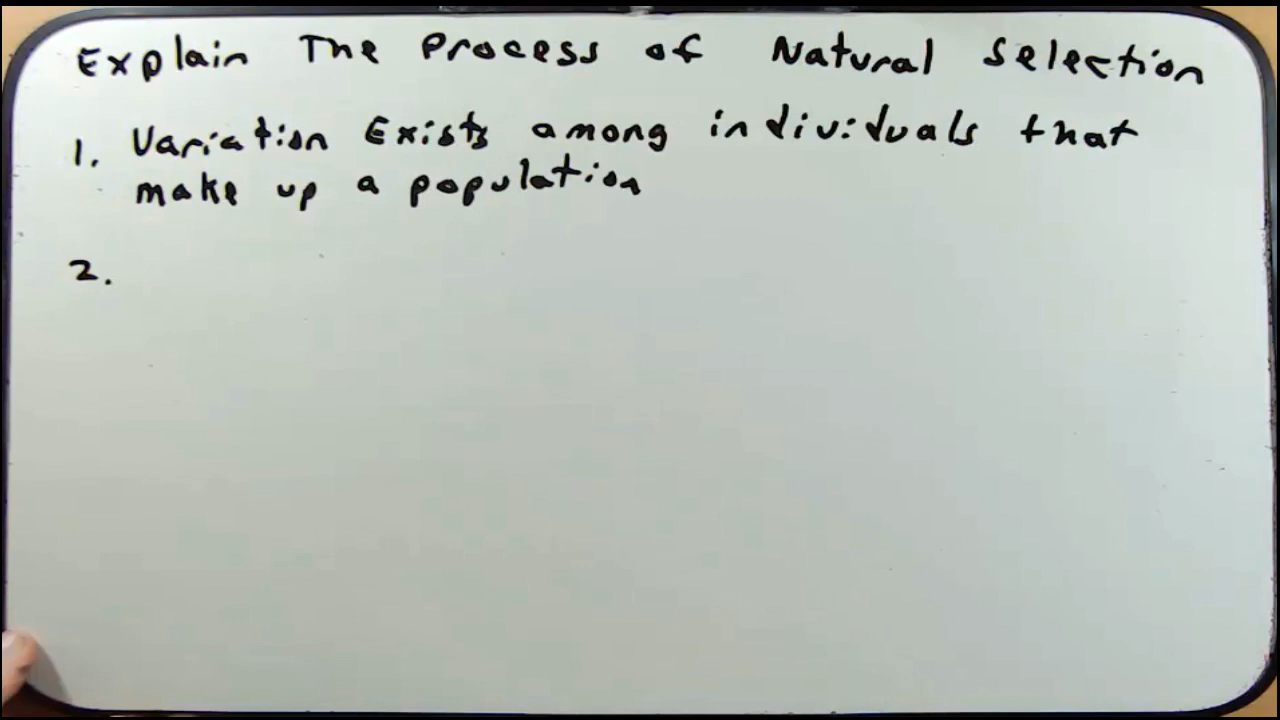 Explain The Process of Natural Selection
1. Variation Exists among individuals that
make up a population
2.